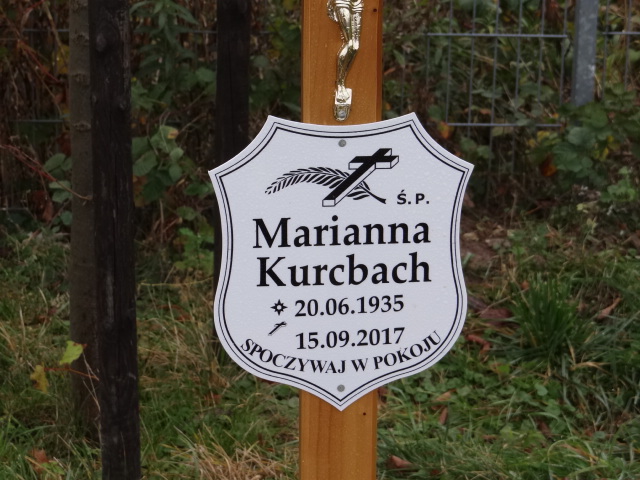 Ś.P.
Marianna
Kurcbach
20.06.1935
15.09.2017
SPOCZYWAJ W POKOJU